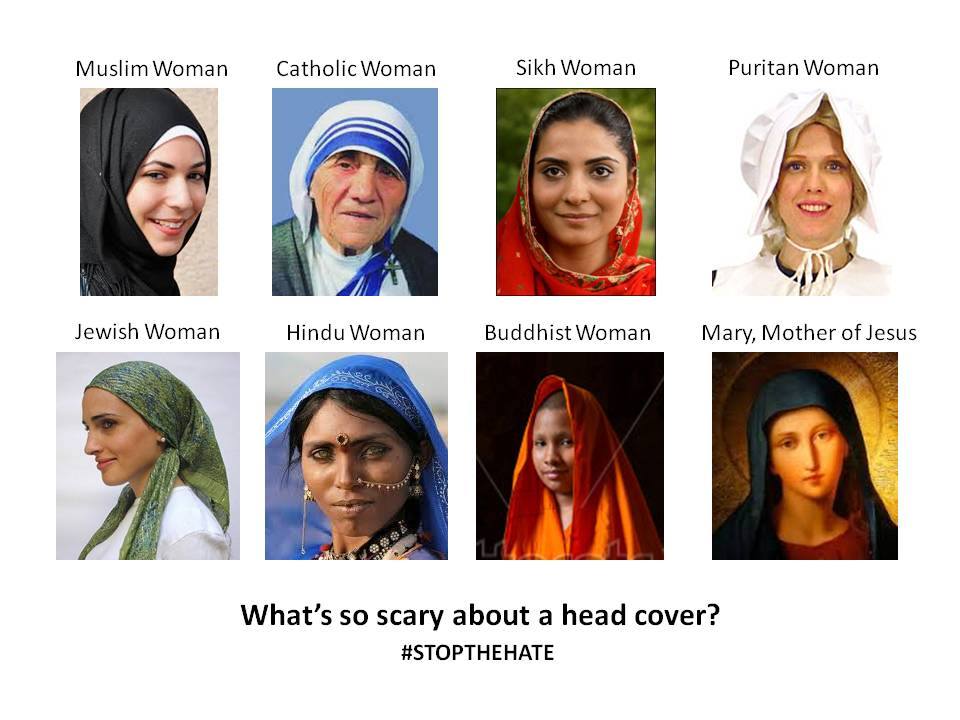 Muslim Woman
Catholic Woman
Sikh Woman
Puritan Woman
Jewish Woman
Hindu Woman
Buddhist Woman
Mary, Mother of Jesus
What's so scary about a head cover?
#STOPTHEHATE